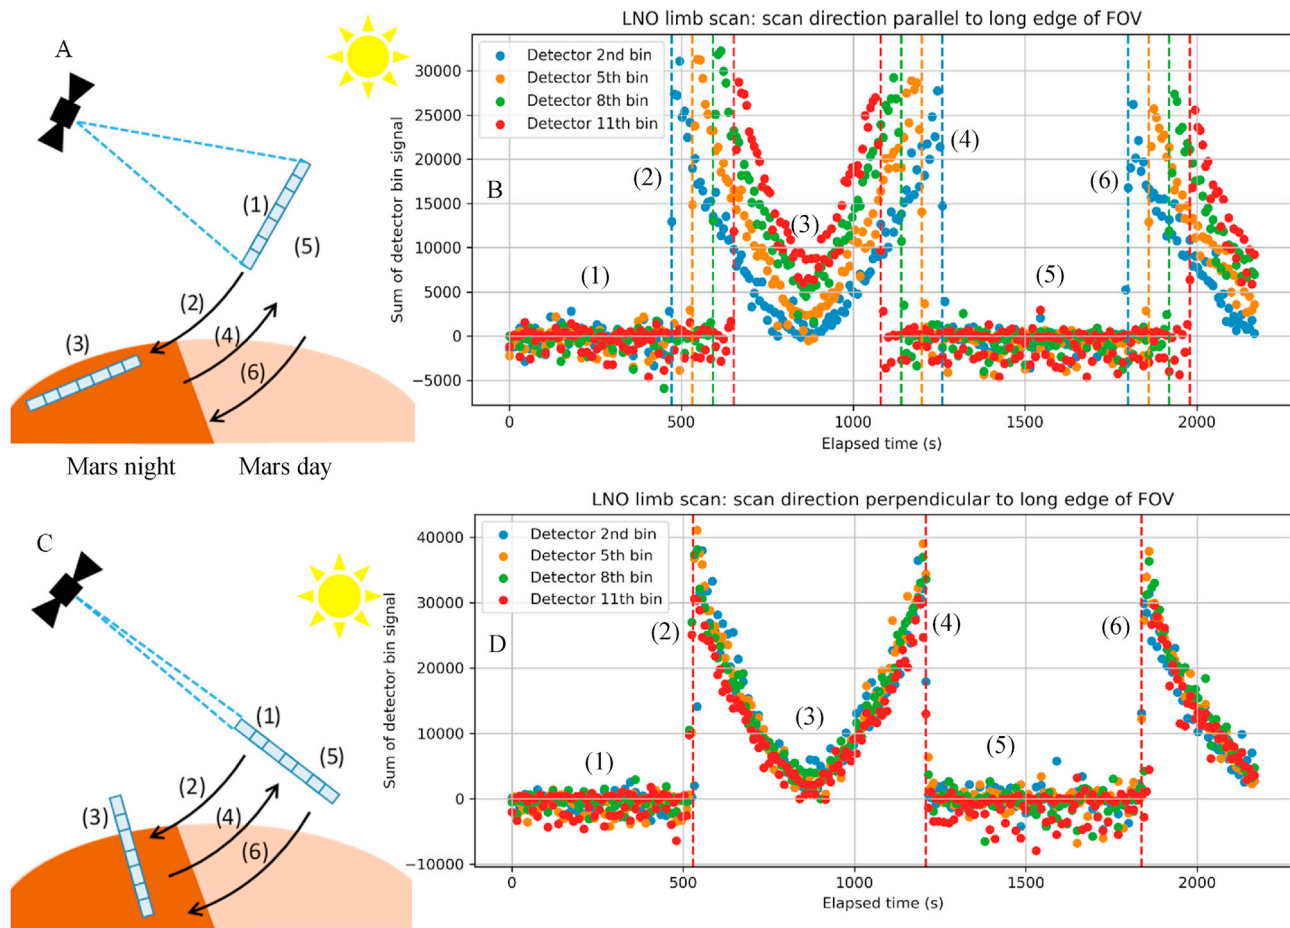 A
(1)
(5)
(2)
(4)
(3)
(6)
Mars night
Mars day
LNO limb scan: scan direction parallel to long edge of FOV
Detector 2nd bin
Detector 5th bin
Detector 8th bin
Detector 11th bin
B
(1)
(2)
(3)
(4)
(5)
(6)
Sum of detector bin signal
30000
25000
20000
15000
10000
5000
0
−5000
0
500
1000
1500
2000
Elapsed time (s)
C
(1)
(5)
(2)
(4)
(3)
(6)
LNO limb scan: scan direction perpendicular to long edge of FOV
Detector 2nd bin
Detector 5th bin
Detector 8th bin
Detector 11th bin
D
(1)
(2)
(3)
(4)
(5)
(6)
Sum of detector bin signal
40000
30000
20000
10000
0
−10000
0
500
1000
1500
2000
Elapsed time (s)